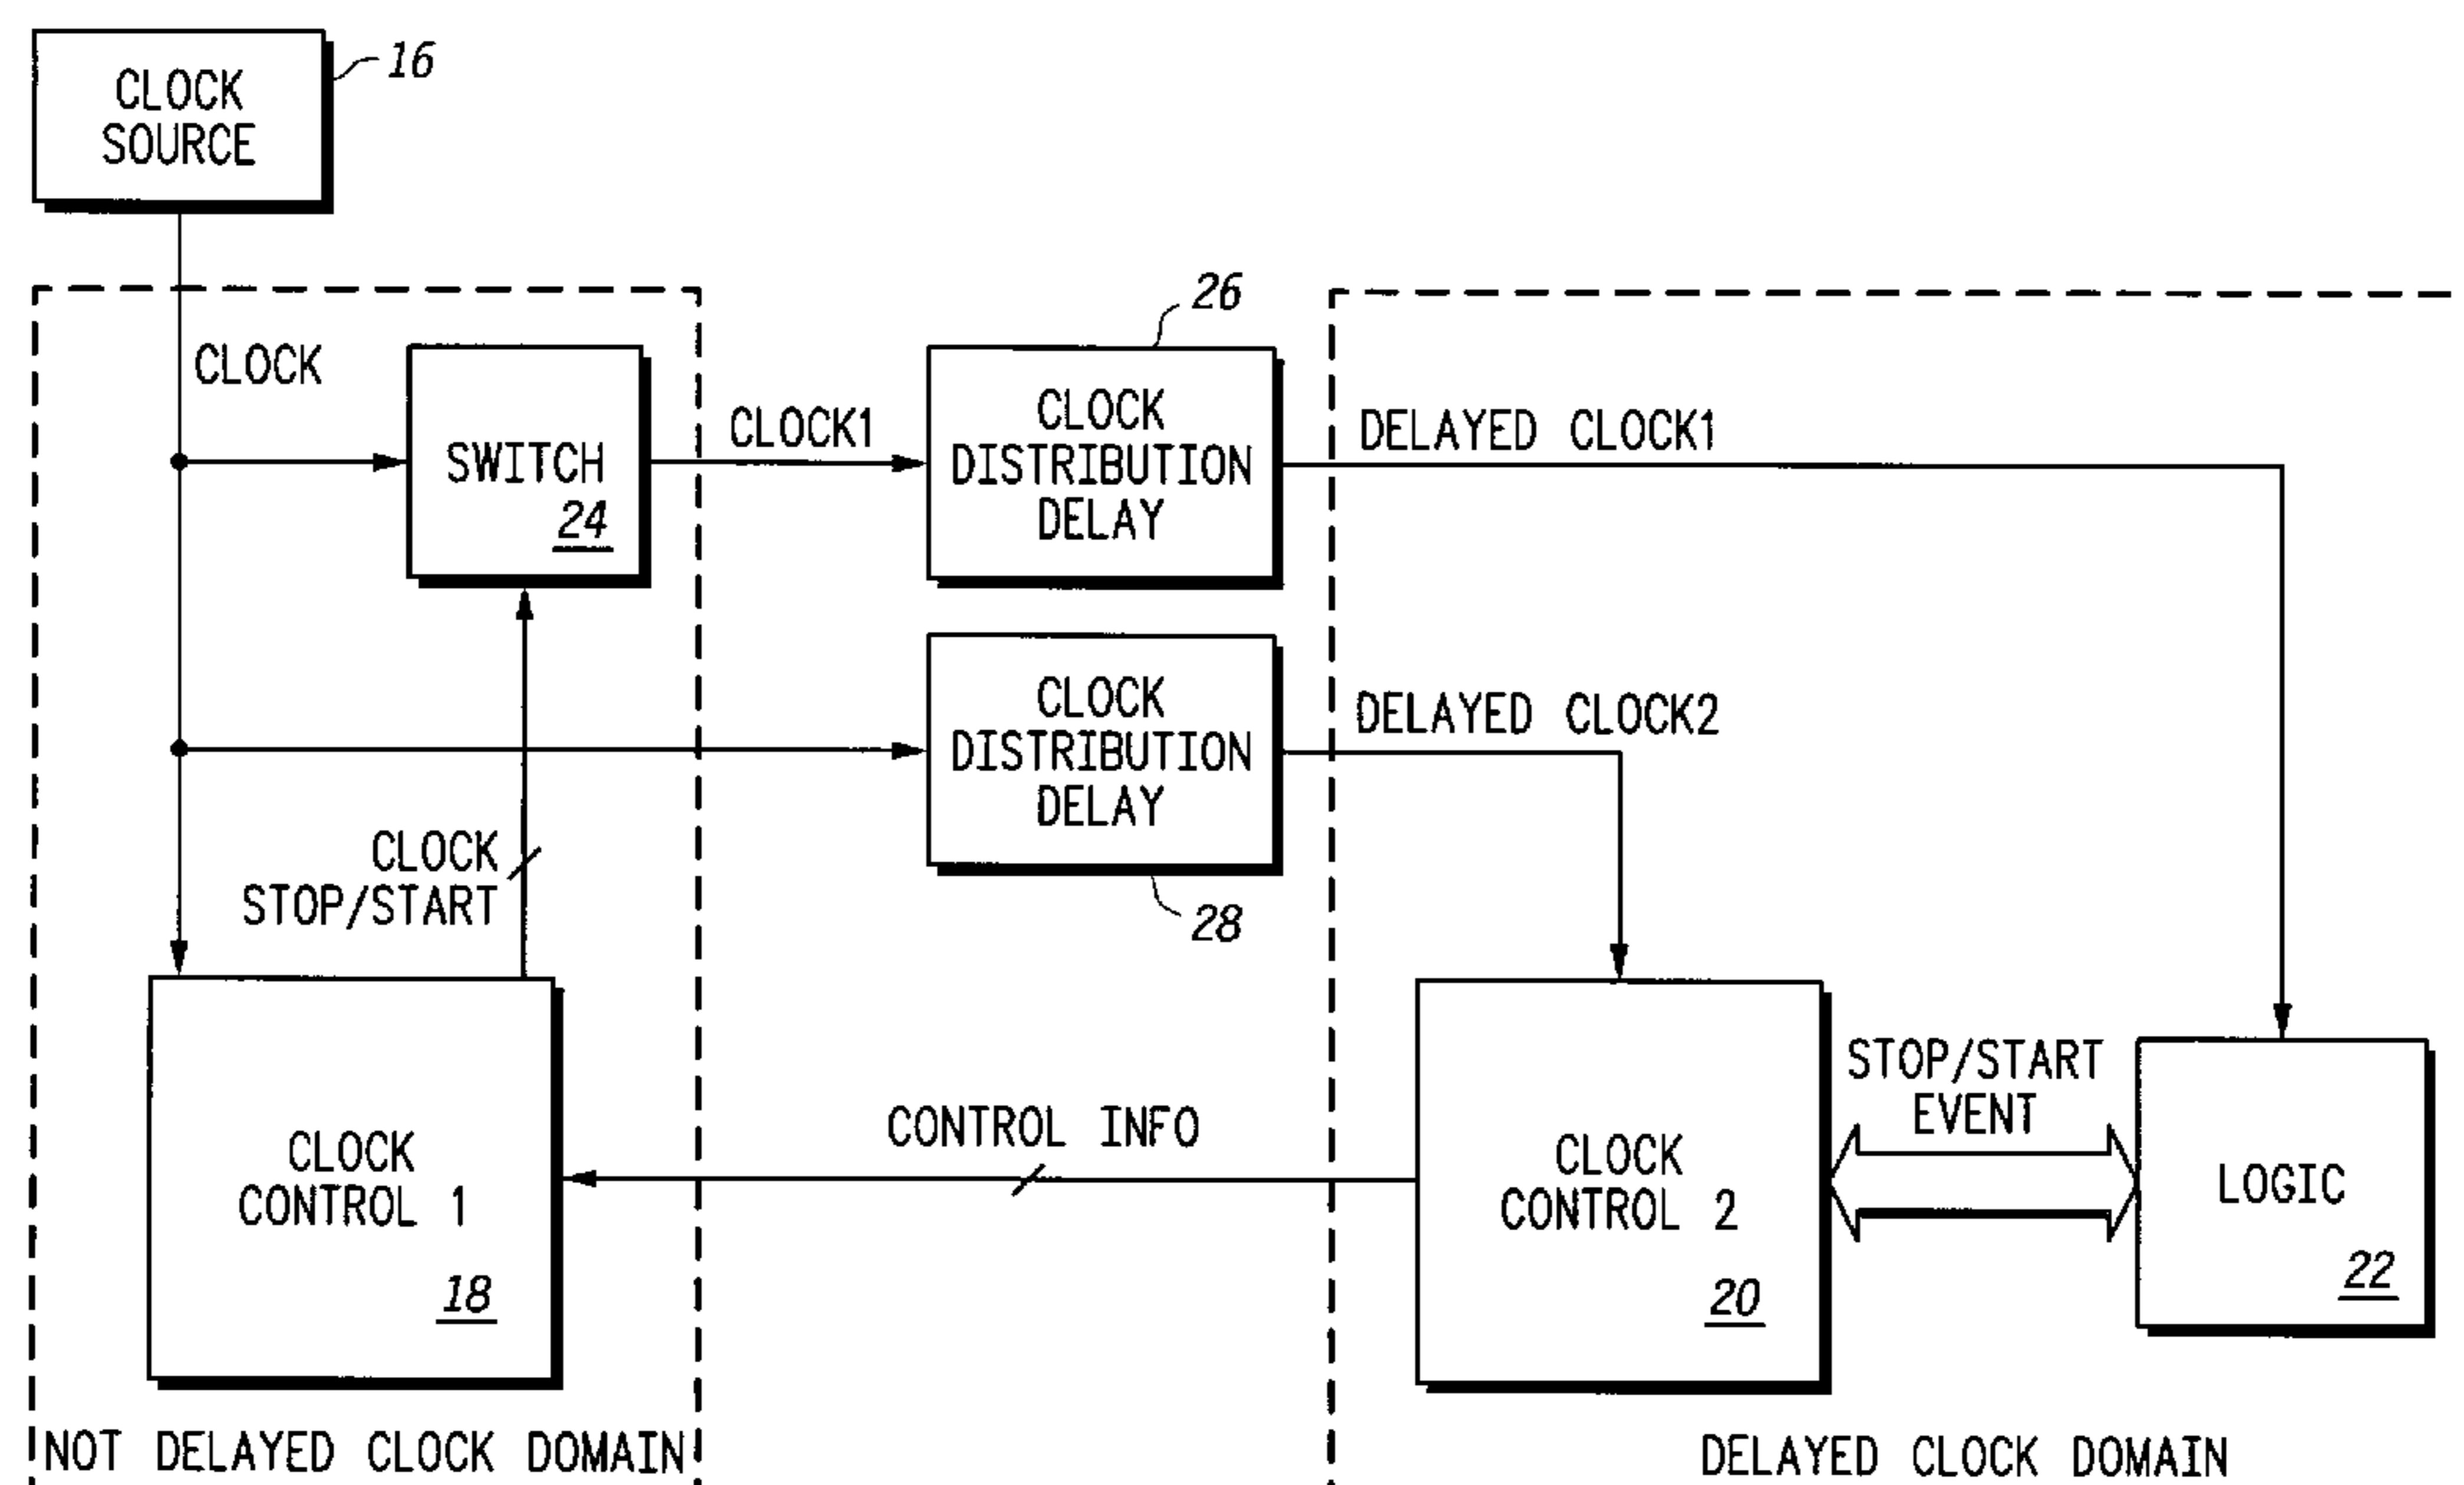 CLOCK
SOURCE
16
CLOCK
SWITCH
24
CLOCK1
26
CLOCK
DISTRIBUTION
DELAY
DELAYED CLOCK1
CLOCK
DISTRIBUTION
DELAY
28
DELAYED CLOCK2
CLOCK
STOP/START
CLOCK
CONTROL 1
18
CONTROL INFO
CLOCK
CONTROL 2
20
STOP/START
EVENT
LOGIC
22
NOT DELAYED CLOCK DOMAIN
DELAYED CLOCK DOMAIN